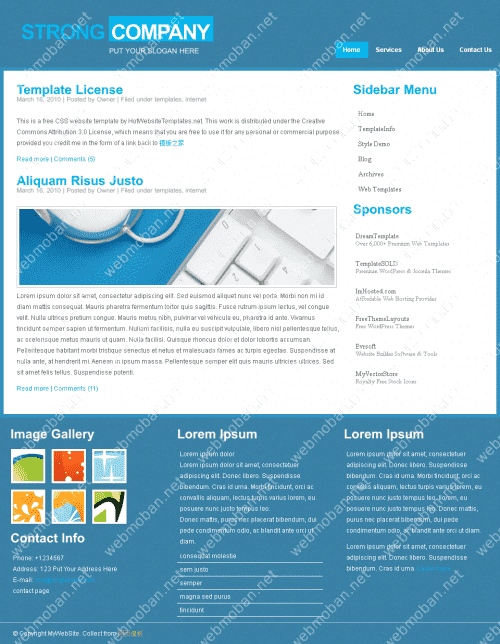 STRONG COMPANY
PUT YOUR SLOGAN HERE
Home Services About Us Contact Us
Template License
March 10, 2010 | Posted by Owner | Filed under templates, internet
This is a free CSS website template by HotWebsiteTemplates.net. This work is distributed under the Creative
Commons Attribution 3.0 License, which means that you are free to use it for any personal or commercial purpose
provided you credit me in the form of a link back to 模板之家
Read more | Comments (5)
Aliquam Risus Justo
March 10, 2010 | Posted by Owner | Filed under templates, internet
Lorem ipsum dolor sit amet, consectetur adipiscing elit. Sed euismod aliquet nunc vel porta. Morbi non mi id
diam mattis consequat. Mauris pharetra fermentum dolor quis sagittis. Fusce rutrum ipsum lectus, vel congue
velit. Nulla ultrices pretium congue. Mauris metus nibh, pulvinar vel vehicula eu, pharetra id ante. Vivamus
tincidunt semper sapien ut fermentum. Nullam facilisis, nulla eu suscipit vulputate, libero nisl pellentesque tellus,
ac scelerisque metus mauris ut quam. Nulla facilisi. Quisque rhoncus dolor et dolor lobortis accumsan.
Pellentesque habitant morbi tristique senectus et netus et malesuada fames ac turpis egestas. Suspendisse at
nulla ante, at hendrerit mi. Aenean in ipsum massa. Pellentesque semper elit quis mauris ultricies ultrices. Sed
sit amet felis tellus. Suspendisse potenti.
Read more | Comments (11)
Sidebar Menu
Home
TemplateInfo
Style Demo
Blog
Archives
Web Templates
Sponsors
DreamTemplate
Over 6,000+ Premium Web Templates
TemplateSOLD
Premium WordPress & Joomla Themes
ImHosted.com
Affordable Web Hosting Provider
FreeThemeLayouts
Free WordPress Themes
Evrsoft
Website Builder Software & Tools
MyVectorStore
Royalty Free Stock Icons
Image Gallery
Contact Info
Phone: +1234567
Address: 123 Put Your Address Here
E-mail:
contact page
Lorem Ipsum
Lorem ipsum dolor
Lorem ipsum dolor sit amet, consectetuer
adipiscing elit. Donec libero. Suspendisse
bibendum. Cras id urna. Morbi tincidunt, orci ac
convallis aliquam, lectus turpis varius lorem, eu
posuere nunc justo tempus leo.
Donec mattis, purus nec placerat bibendum, dui
pede condimentum odio, ac blandit ante orci ut
diam.
consequat molestie
sem justo
semper
magna sed purus
tincidunt
Lorem Ipsum
Lorem ipsum dolor sit amet, consectetuer
adipiscing elit. Donec libero. Suspendisse
bibendum. Cras id urna. Morbi tincidunt, orci ac
convallis aliquam, lectus turpis varius lorem, eu
posuere nunc justo tempus leo. Donec mattis,
purus nec placerat bibendum, dui pede
condimentum odio, ac blandit ante orci ut diam.
Lorem ipsum dolor sit amet, consectetuer
adipiscing elit. Donec libero. Suspendisse
bibendum. Cras id urna.
© Copyright MyWebSite. Collect from
webmoban.net